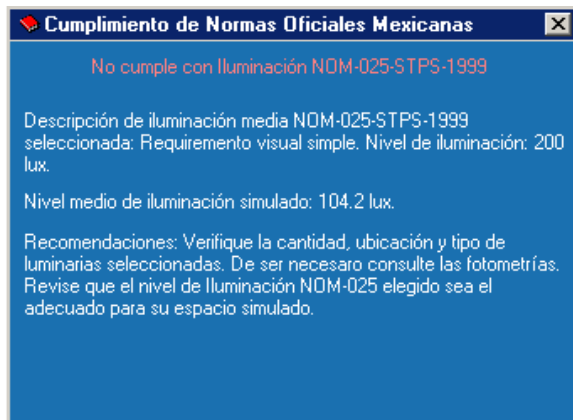 Cumplimiento de Normas Oficiales Mexicanas
No cumple con Iluminación NOM-025-STPS-1999
Descripción de iluminación media NOM-025-STPS-1999
seleccionada: Requiremento visual simple. Nivel de iluminación: 200
lux.
Nivel medio de iluminación simulado: 104.2 lux.
Recomendaciones: Verifique la cantidad, ubicación y tipo de
luminarias seleccionadas. De ser necesaro consulte las fotometrías.
Revise que el nivel de Iluminación NOM-025 elegido sea el
adecuado para su espacio simulado.